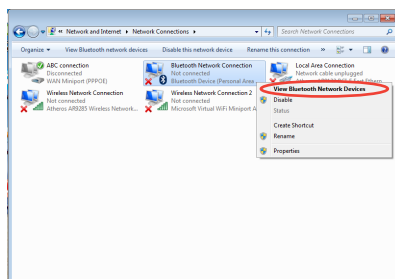 « Network and Internet ▸ Network Connections ▸
Search Network Connections
Organize ▾ View Bluetooth network devices Disable this network device Rename this connection »
ABC connection
Disconnected
WAN Miniport (PPPOE)
Bluetooth Network Connection
Not connected
Bluetooth Device (Personal Area
Local Area Connection
Network cable unplugged
Wireless Network Connection
Not connected
Atheros AR9285 Wireless Network...
Wireless Network Connection 2
Not connected
Microsoft Virtual WiFi Miniport A
View Bluetooth Network Devices
Disable
Status
Create Shortcut
Rename
Properties